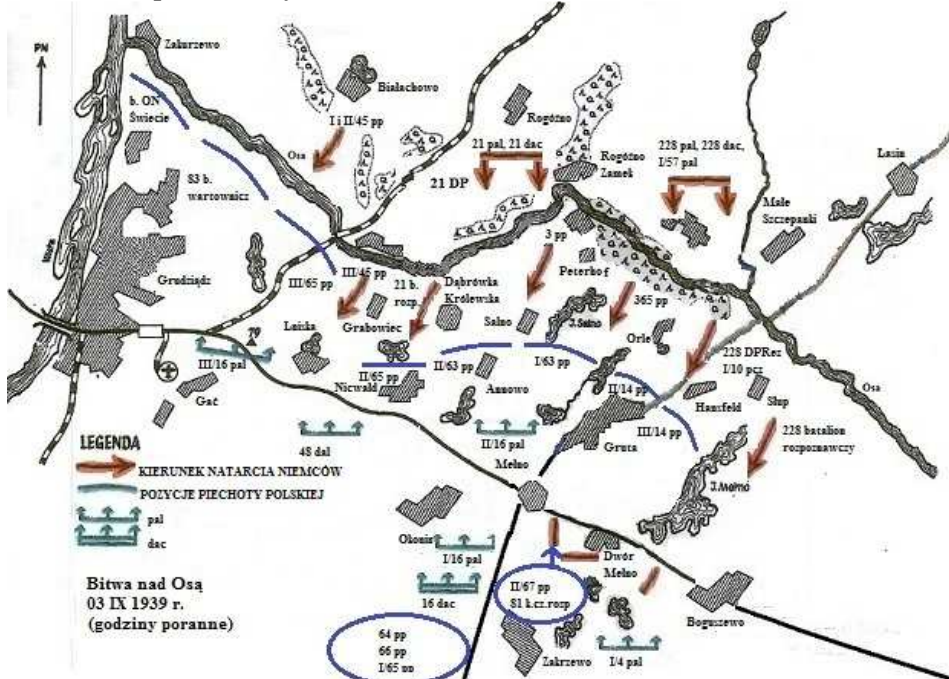 Zakurzewo
PN
b. ON
Świecie
Białachowo
Rogóźno
I i II/45 pp
Osa
21 pal, 21 dac
Rogóźno
Zamek
228 pal, 228 dac,
I/57 pal
Łasin
83 b.
wartowniczy
21 DP
Małe
Szczepanki
Grudziądz
3 pp
Peterhof
III/65 pp
III/45 pp
21 b.
rozp.
Dąbrówka
Królewska
365 pp
Grabowiec
Salno
J. Salno
Orle
79
Łaiska
III/16 pal
II/65 pp
II/63 pp
I/63 pp
228 DPRez
I/10 pcz
Nicwałd
Annowo
II/14 pp
Hansfeld
Słup
Osa
Gać
III/14 pp
48 dal
II/16 pal
Gruta
228 batalion
rozpoznawczy
LEGENDA
Mełno
J. Mełno
KIERUNEK NATARCIA NIEMCÓW
POZYCJE PIECHOTY POLSKIEJ
pal
dac
Okonin
I/16 pal
Dwór
Mełno
Bitwa nad Osą
03 IX 1939 r.
(godziny poranne)
16 dac
II/67 pp
81 k.cz.rozp
Boguszewo
64 pp
66 pp
I/65 pp
Zakrzewo
I/4 pal